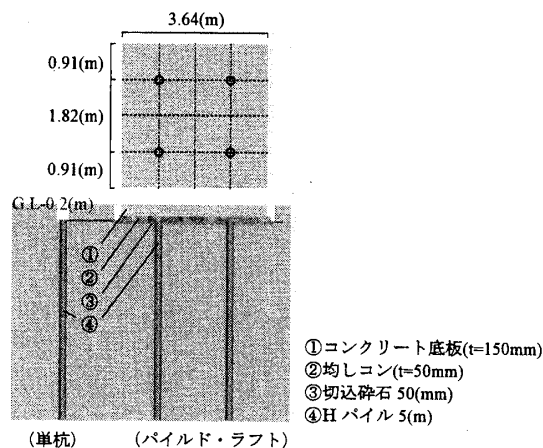 3.64(m)
0.91(m)
1.82(m)
0.91(m)
G.L-0.2(m)
①
②
③
④
①コンクリート底板(t=150mm)
②均しコン(t=50mm)
③切込砕石 50(mm)
④H パイル 5(m)
(単杭)
(パイルド・ラフト)